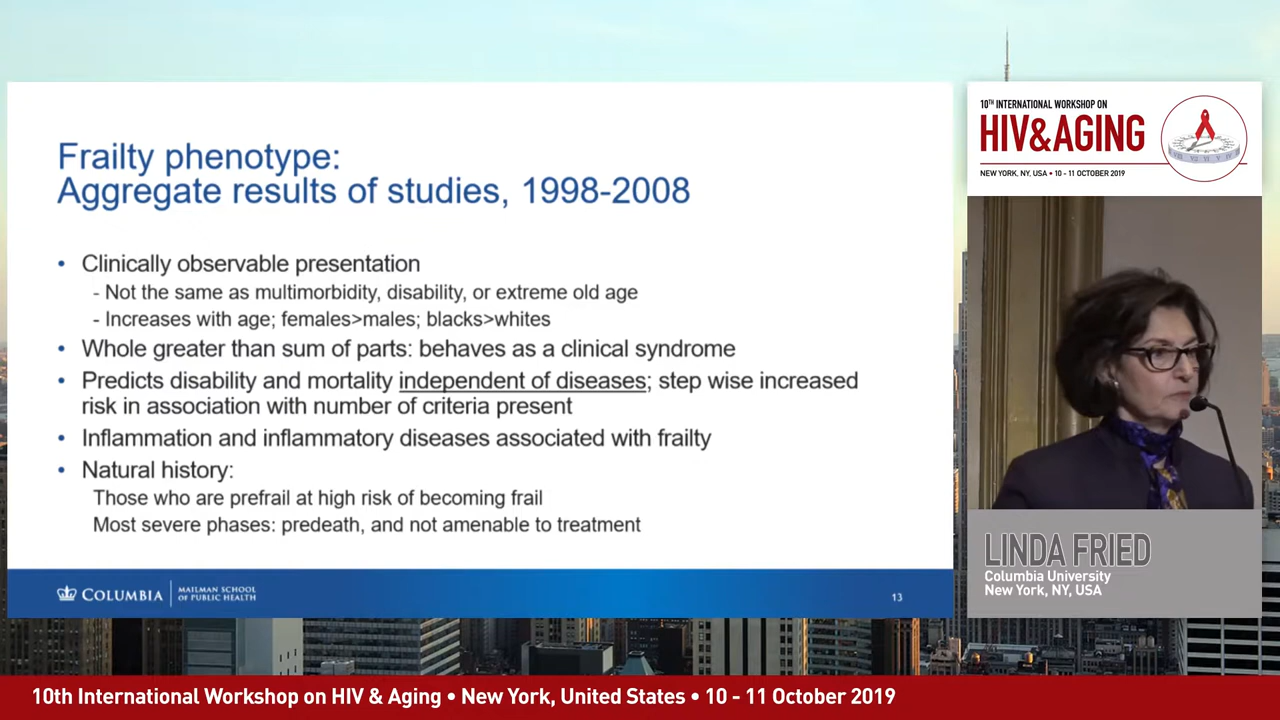 Frailty phenotype:
Aggregate results of studies, 1998-2008
• Clinically observable presentation
- Not the same as multimorbidity, disability, or extreme old age
- Increases with age; females>males; blacks>whites
• Whole greater than sum of parts: behaves as a clinical syndrome
• Predicts disability and mortality independent of diseases; step wise increased
risk in association with number of criteria present
• Inflammation and inflammatory diseases associated with frailty
• Natural history:
Those who are prefrail at high risk of becoming frail
Most severe phases: predeath, and not amenable to treatment
COLUMBIA
MAILMAN SCHOOL
OF PUBLIC HEALTH
13
10TH INTERNATIONAL WORKSHOP ON
HIV&AGING
NEW YORK, NY, USA • 10 - 11 OCTOBER 2019
LINDA FRIED
Columbia University
New York, NY, USA
10th International Workshop on HIV & Aging • New York, United States • 10 - 11 October 2019